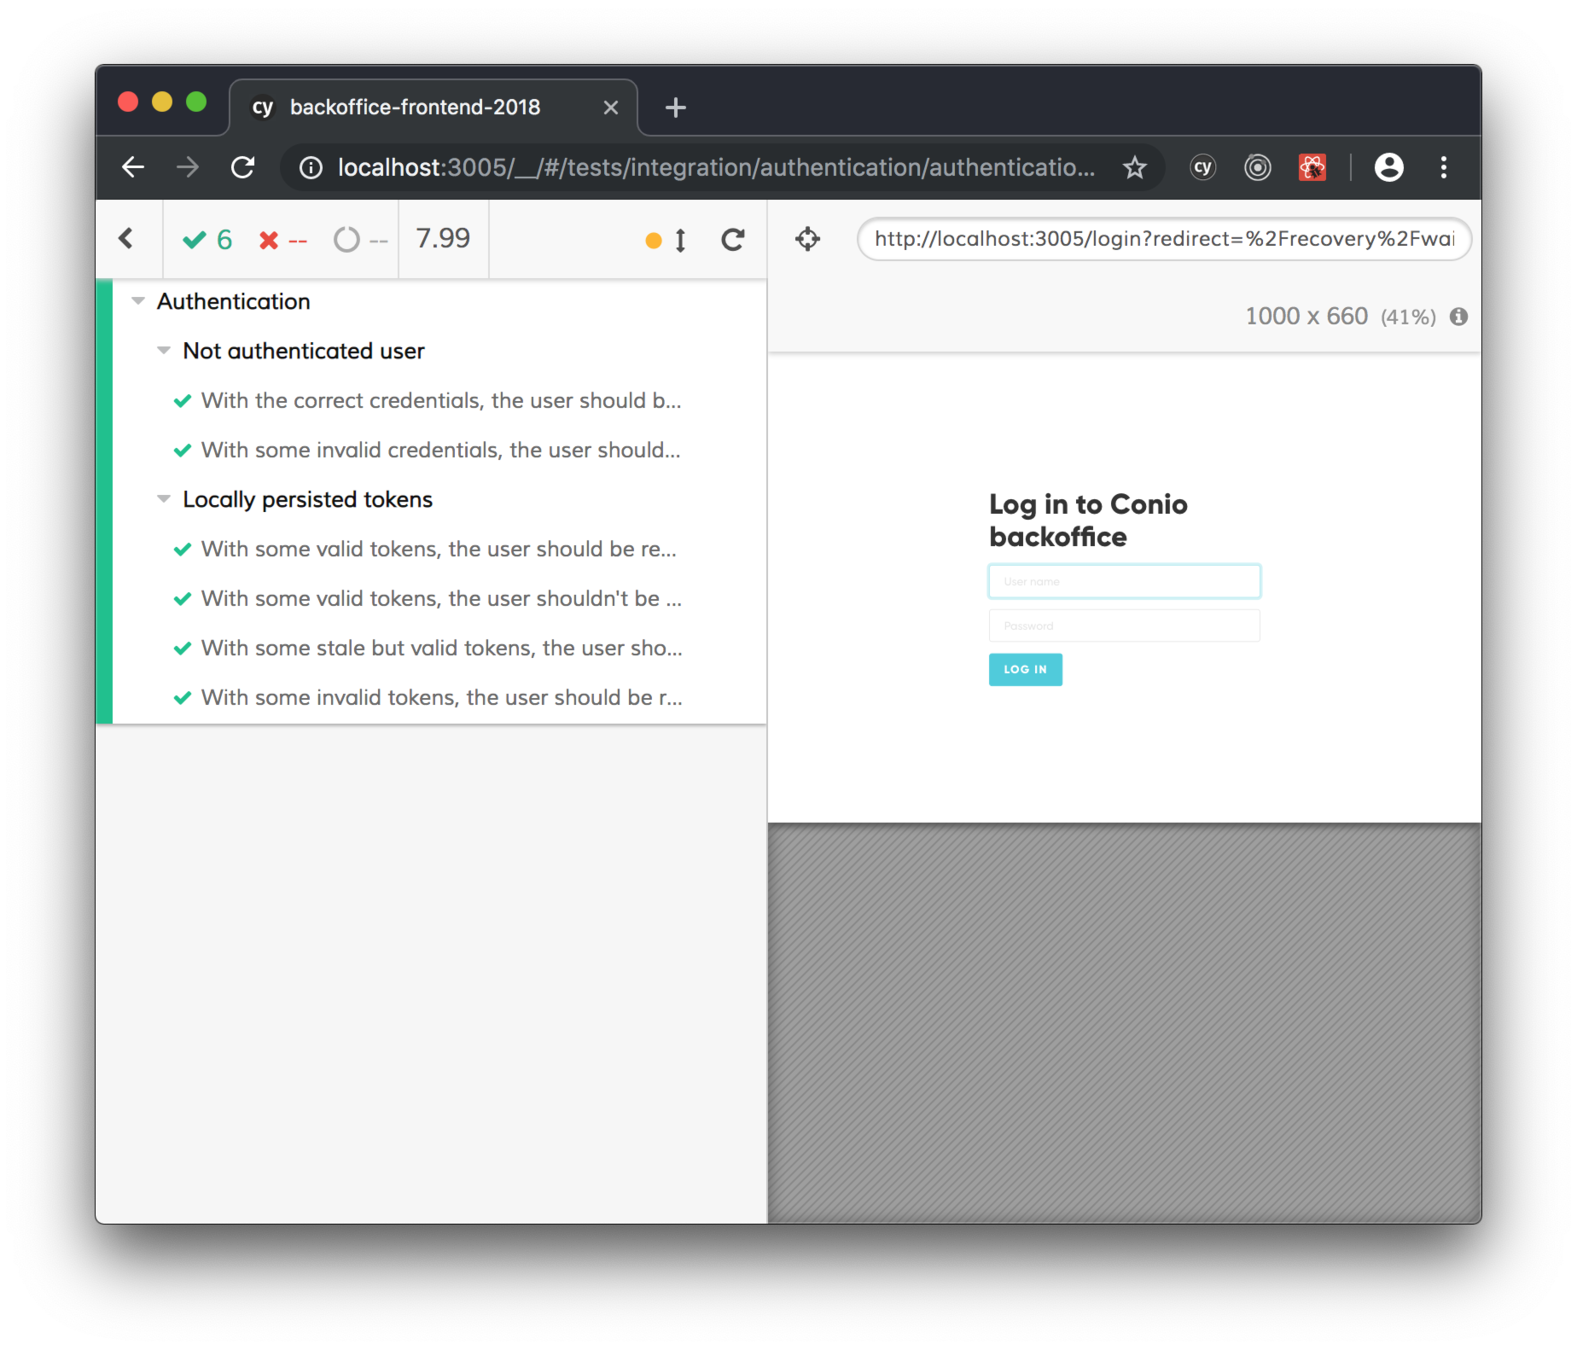 cy backoffice-frontend-2018
localhost:3005/__/#/tests/integration/authentication/authenticatio... cy
6 -- -- 7.99
http://localhost:3005/login?redirect=%2Frecovery%2Fwai
1000 x 660 (41%)
Authentication
Not authenticated user
With the correct credentials, the user should b...
With some invalid credentials, the user should...
Locally persisted tokens
With some valid tokens, the user should be re...
With some valid tokens, the user shouldn't be ...
With some stale but valid tokens, the user sho...
With some invalid tokens, the user should be r...
Log in to Conio
backoffice
User name
Password
LOG IN